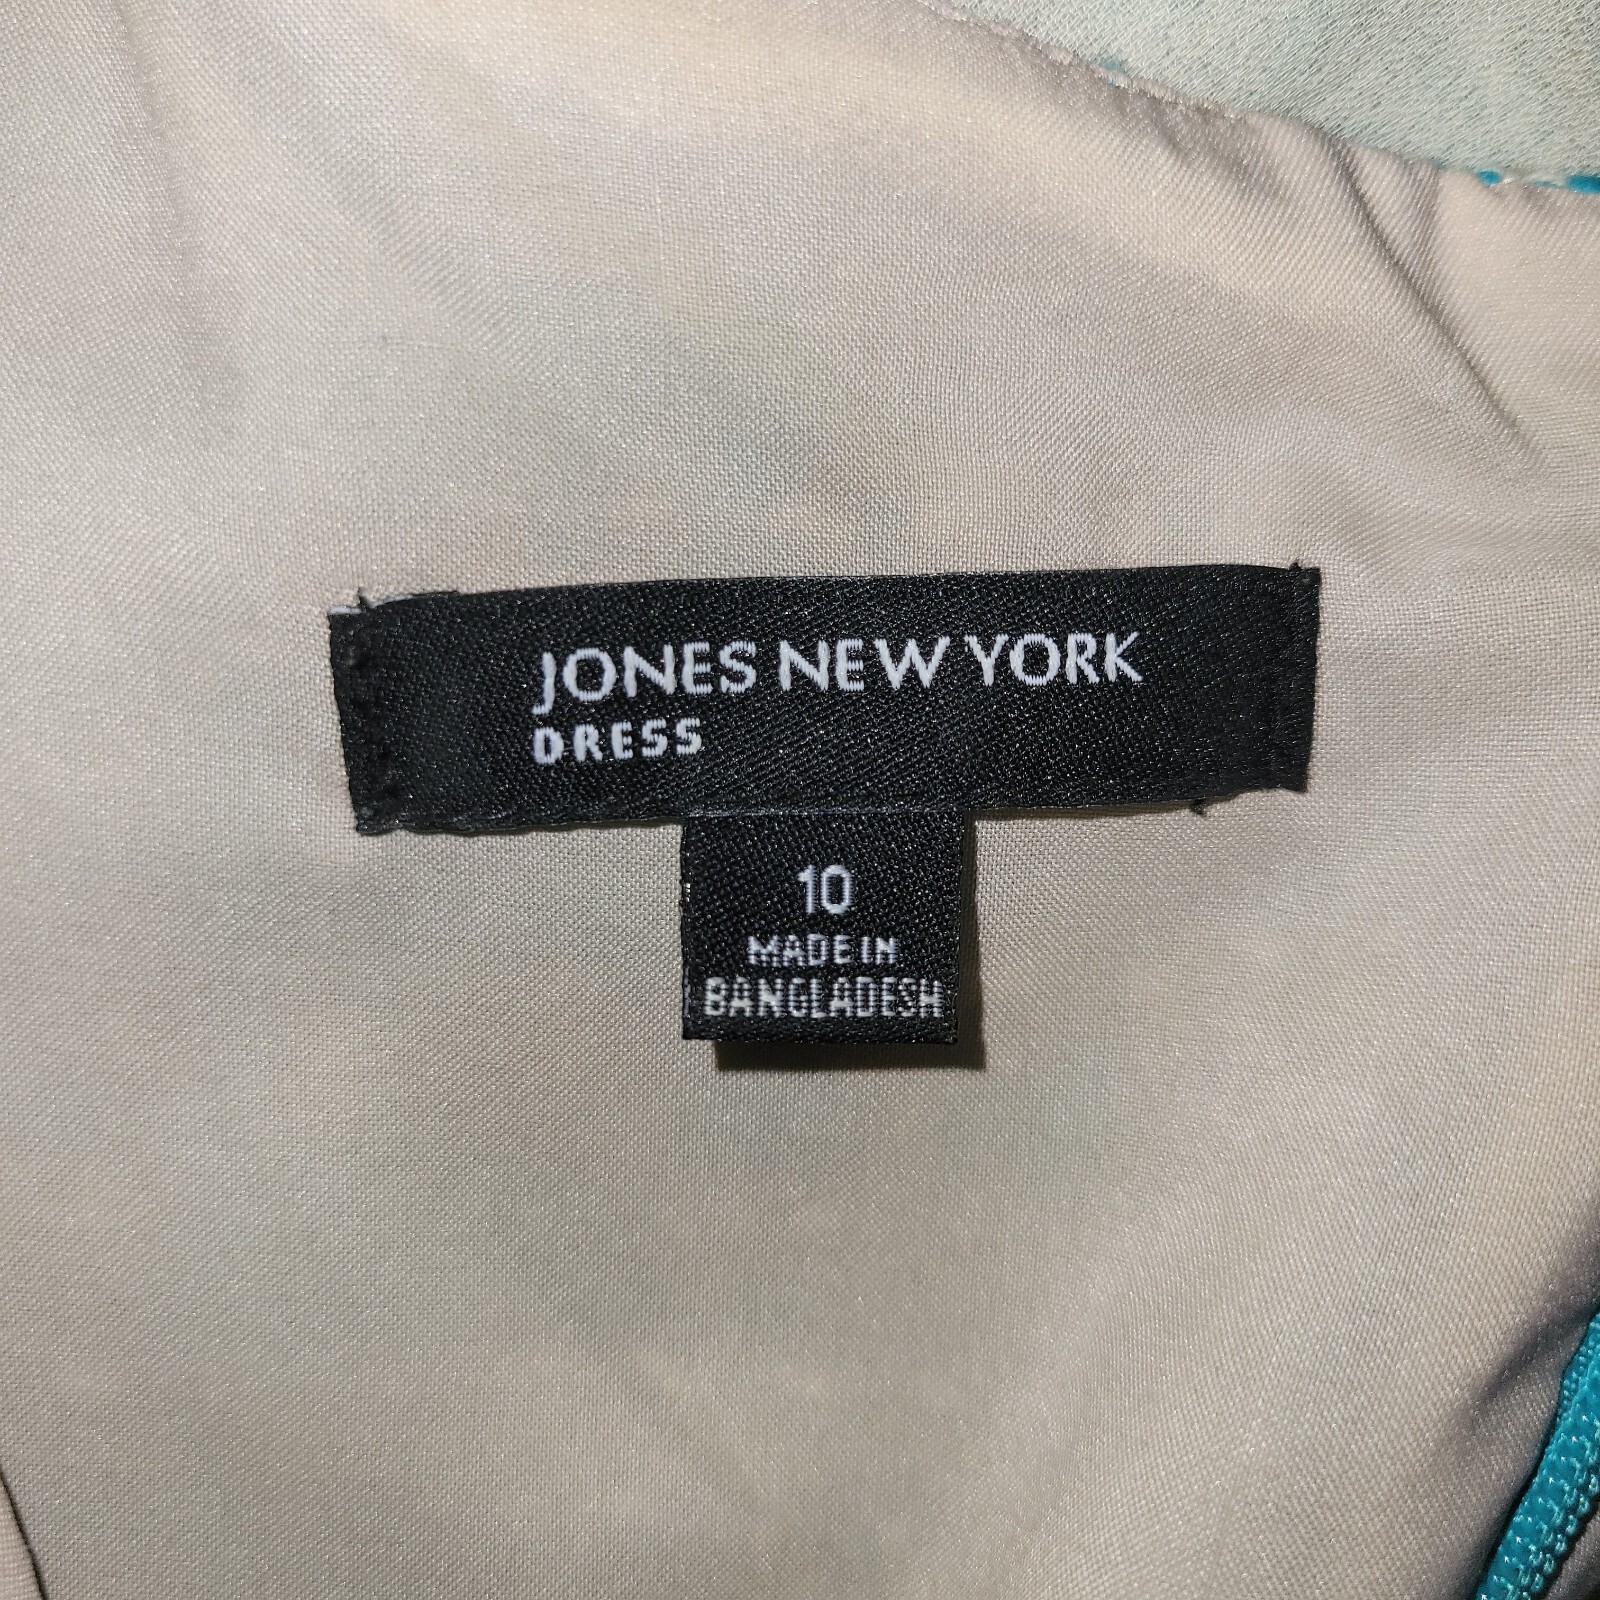 JONES NEW YORK
DRESS
10
MADE IN
BANGLADESH